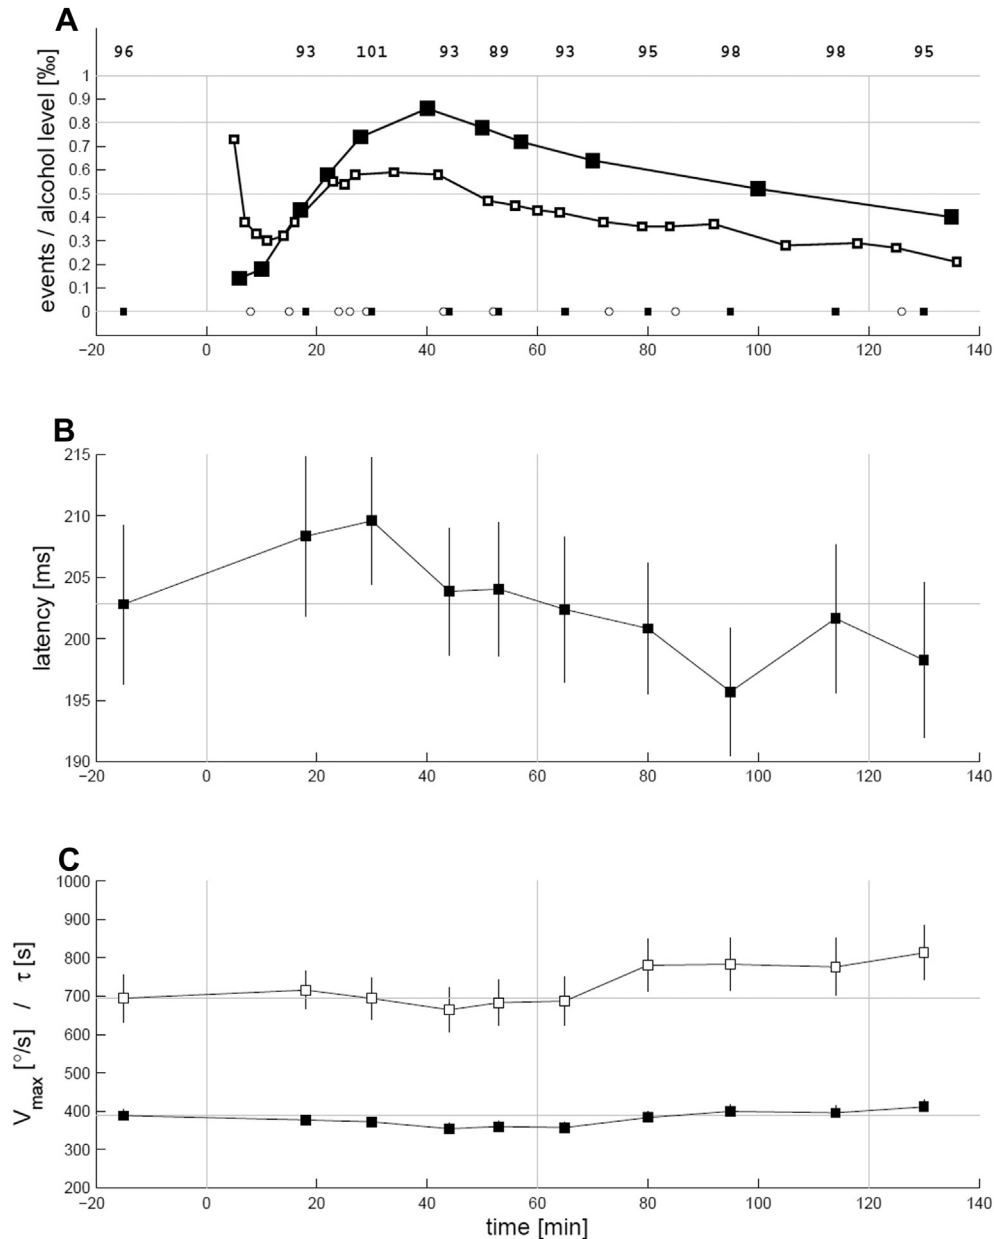 A
96 93 101 93 89 93 95 98 98 95
events / alcohol level [‰]
1
0.9
0.8
0.7
0.6
0.5
0.4
0.3
0.2
0.1
0
−20 0 20 40 60 80 100 120 140
B
latency [ms]
215
210
205
200
195
190
−20 0 20 40 60 80 100 120 140
C
Vmax [°/s] / τ [s]
1000
900
800
700
600
500
400
300
200
−20 0 20 40 60 80 100 120 140
time [min]